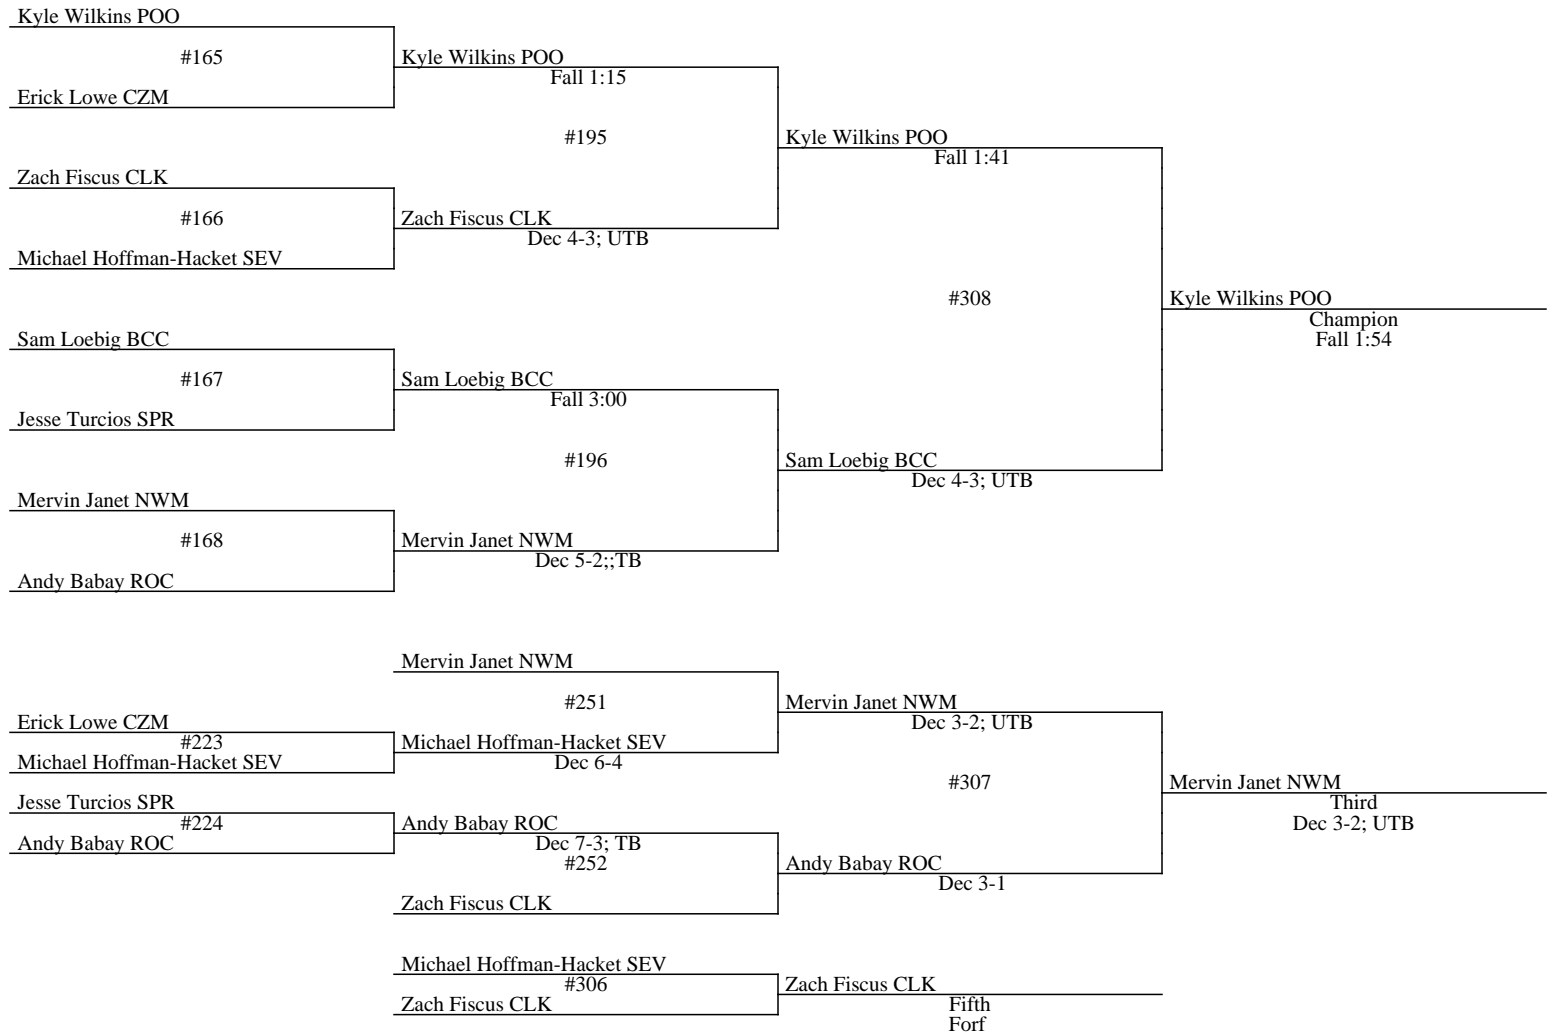 Kyle Wilkins POO
#165
Erick Lowe CZM
Kyle Wilkins POO
Fall 1:15
#195
Zach Fiscus CLK
#166
Michael Hoffman-Hacket SEV
Zach Fiscus CLK
Dec 4-3; UTB
Kyle Wilkins POO
Fall 1:41
#308
Sam Loebig BCC
#167
Jesse Turcios SPR
Sam Loebig BCC
Fall 3:00
#196
Mervin Janet NWM
#168
Andy Babay ROC
Mervin Janet NWM
Dec 5-2;;TB
Sam Loebig BCC
Dec 4-3; UTB
Kyle Wilkins POO
Champion
Fall 1:54
Mervin Janet NWM
#251
Erick Lowe CZM
#223
Michael Hoffman-Hacket SEV
Michael Hoffman-Hacket SEV
Dec 6-4
Mervin Janet NWM
Dec 3-2; UTB
#307
Jesse Turcios SPR
#224
Andy Babay ROC
Andy Babay ROC
Dec 7-3; TB
#252
Zach Fiscus CLK
Andy Babay ROC
Dec 3-1
Mervin Janet NWM
Third
Dec 3-2; UTB
Michael Hoffman-Hacket SEV
#306
Zach Fiscus CLK
Zach Fiscus CLK
Fifth
Forf